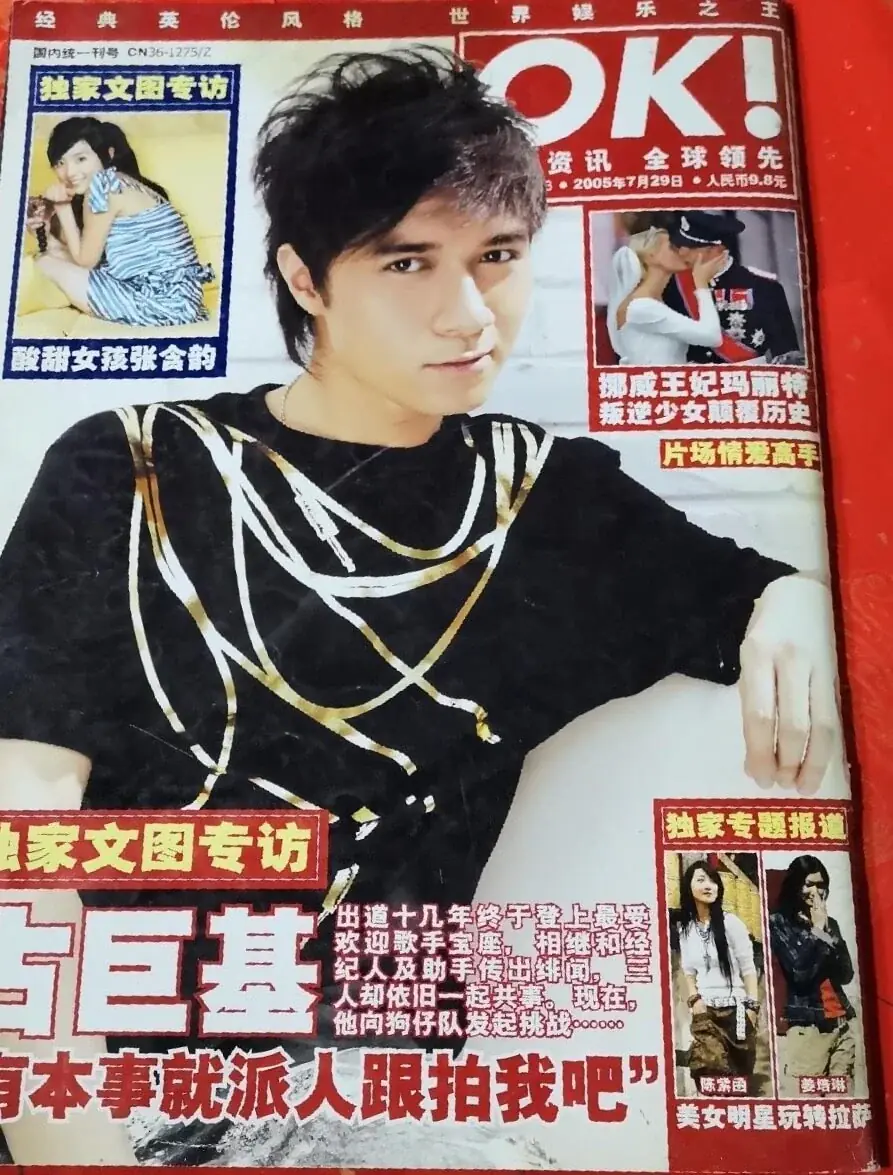 经典英伦风格 世界娱乐之王
国内统一刊号 CN36-1275/Z
OK!
资讯 全球领先
2005年7月29日 • 人民币9.8元
独家文图专访
酸甜女孩张含韵
挪威王妃玛丽特
叛逆少女颠覆历史
片场情爱高手
独家文图专访
巨基
出道十几年终于登上最受
欢迎歌手宝座，相继和经
纪人及助手传出绯闻，三
人却依旧一起共事。现在，
他向狗仔队发起挑战……
有本事就派人跟拍我吧”
独家专题报道
陈紫函
姜培琳
美女明星玩转拉萨